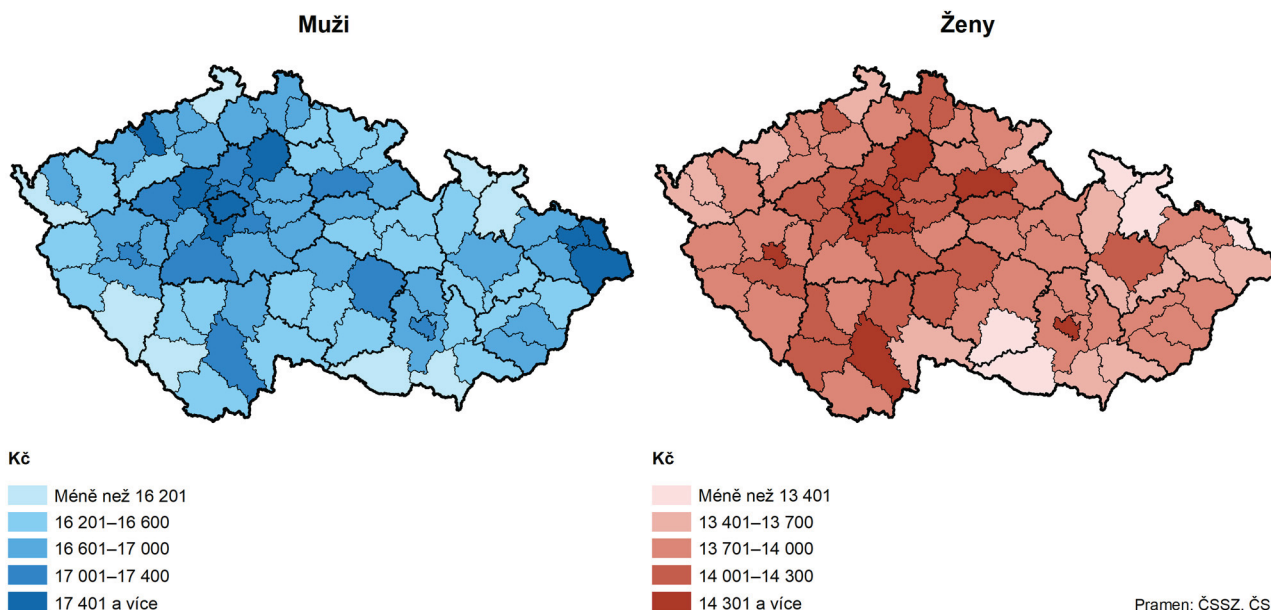 Muži
Ženy
Kč
Méně než 16 201
16 201–16 600
16 601–17 000
17 001–17 400
17 401 a více
Kč
Méně než 13 401
13 401–13 700
13 701–14 000
14 001–14 300
14 301 a více
Pramen: ČSSZ, ČS